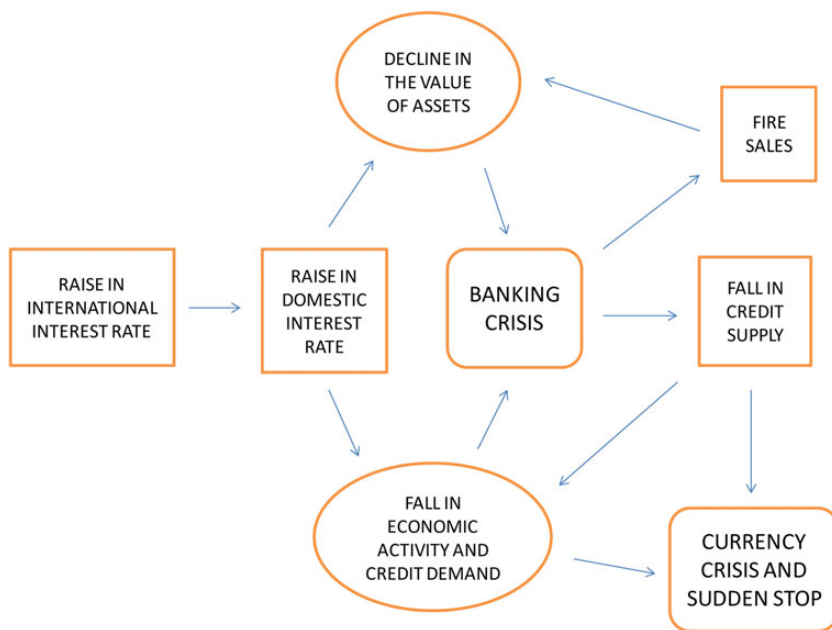 DECLINE IN
THE VALUE
OF ASSETS
FIRE
SALES
RAISE IN
INTERNATIONAL
INTEREST RATE
RAISE IN
DOMESTIC
INTEREST
RATE
BANKING
CRISIS
FALL IN
CREDIT
SUPPLY
FALL IN
ECONOMIC
ACTIVITY AND
CREDIT DEMAND
CURRENCY
CRISIS AND
SUDDEN STOP